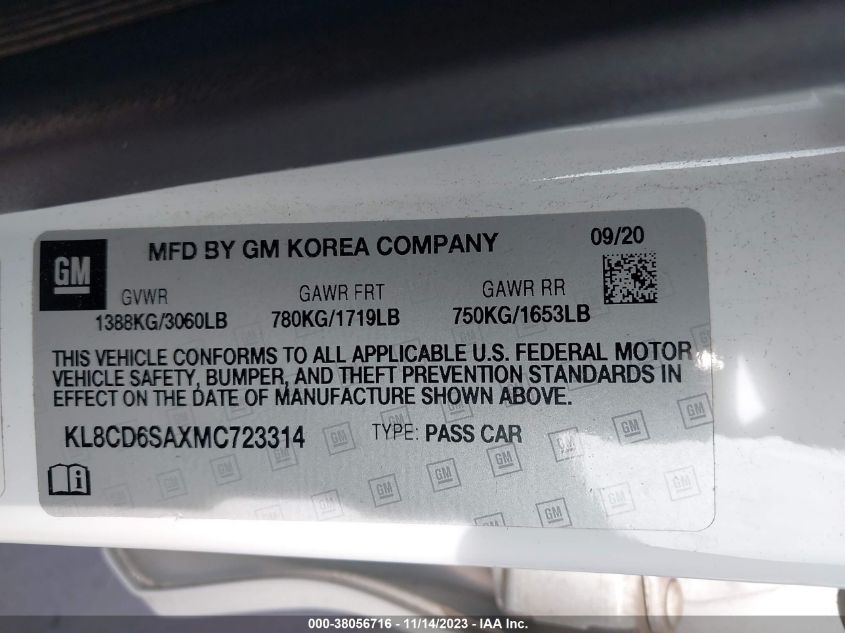 GM
MFD BY GM KOREA COMPANY
09/20
GVWR GAWR FRT GAWR RR
1388KG/3060LB 780KG/1719LB 750KG/1653LB
THIS VEHICLE CONFORMS TO ALL APPLICABLE U.S. FEDERAL MOTOR
VEHICLE SAFETY, BUMPER, AND THEFT PREVENTION STANDARDS IN
EFFECT ON THE DATE OF MANUFACTURE SHOWN ABOVE.
KL8CD6SAXMC723314 TYPE: PASS CAR
000-38056716 - 11/14/2023 - IAA Inc.